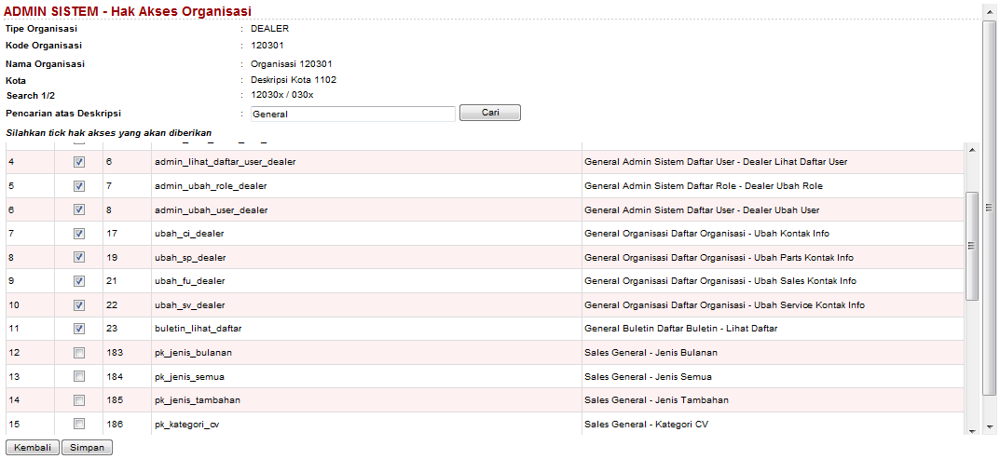 ADMIN SISTEM - Hak Akses Organisasi
Tipe Organisasi : DEALER
Kode Organisasi : 120301
Nama Organisasi : Organisasi 120301
Kota : Deskripsi Kota 1102
Search 1/2 : 12030x / 030x
Pencarian atas Deskripsi : General Cari
Silahkan tick hak akses yang akan diberikan
4 6 admin_lihat_daftar_user_dealer General Admin Sistem Daftar User - Dealer Lihat Daftar User
5 7 admin_ubah_role_dealer General Admin Sistem Daftar Role - Dealer Ubah Role
6 8 admin_ubah_user_dealer General Admin Sistem Daftar User - Dealer Ubah User
7 17 ubah_ci_dealer General Organisasi Daftar Organisasi - Ubah Kontak Info
8 19 ubah_sp_dealer General Organisasi Daftar Organisasi - Ubah Parts Kontak Info
9 21 ubah_fu_dealer General Organisasi Daftar Organisasi - Ubah Sales Kontak Info
10 22 ubah_sv_dealer General Organisasi Daftar Organisasi - Ubah Service Kontak Info
11 23 buletin_lihat_daftar General Buletin Daftar Buletin - Lihat Daftar
12 183 pk_jenis_bulanan Sales General - Jenis Bulanan
13 184 pk_jenis_semua Sales General - Jenis Semua
14 185 pk_jenis_tambahan Sales General - Jenis Tambahan
15 186 pk_kategori_cv Sales General - Kategori CV
Kembali Simpan